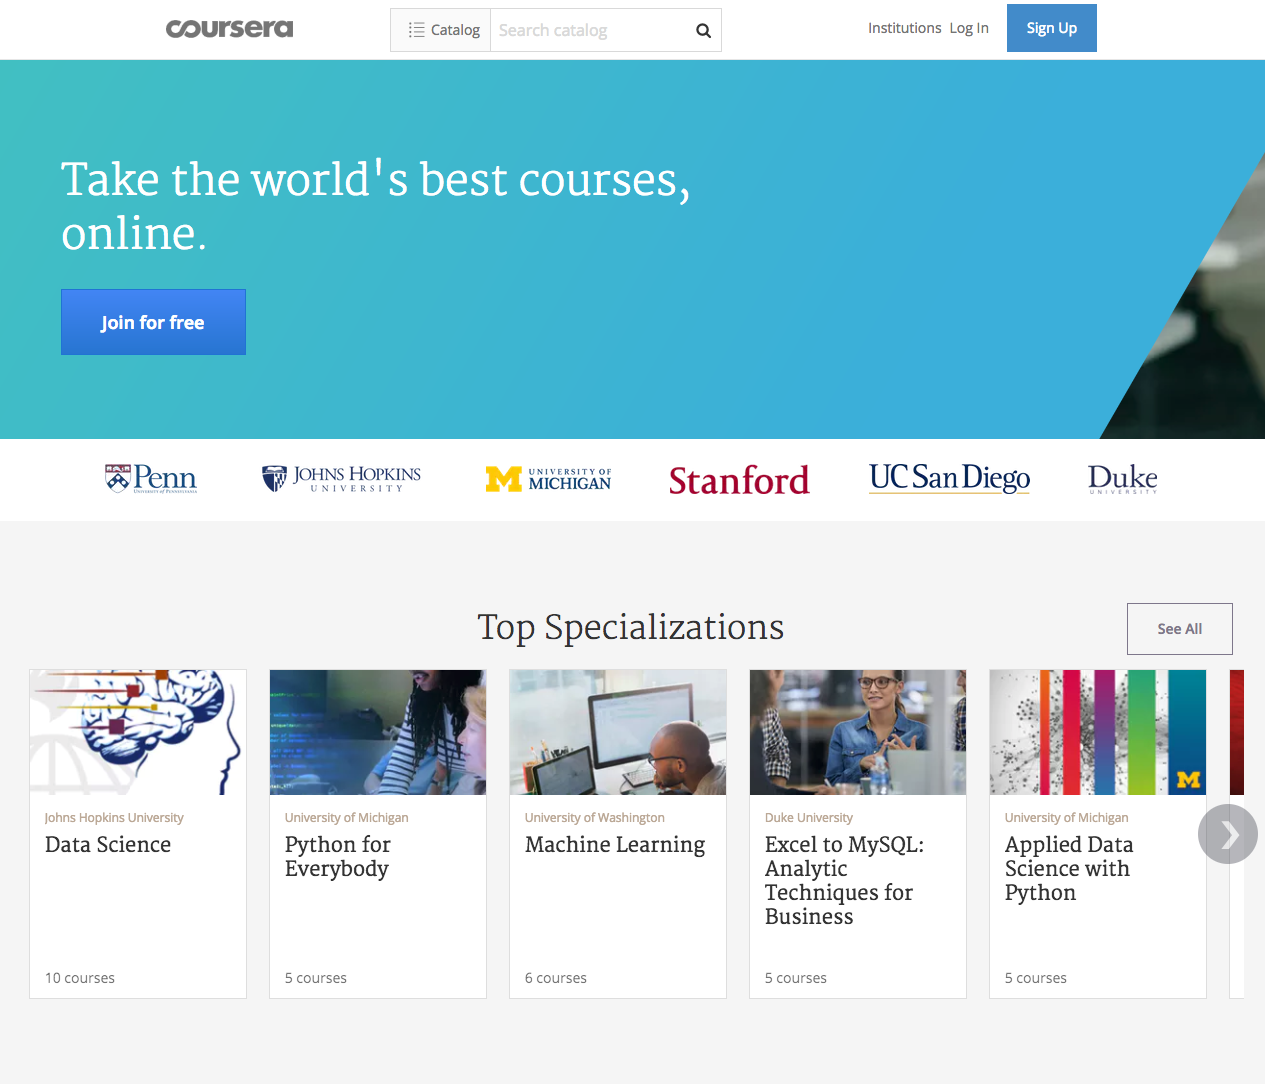 coursera
Catalog
Search catalog
Institutions
Log In
Sign Up
Take the world's best courses,
online.
Join for free
Penn
University of Pennsylvania
JOHNS HOPKINS
UNIVERSITY
M
UNIVERSITY OF
MICHIGAN
Stanford
UC San Diego
Duke
UNIVERSITY
Top Specializations
See All
Johns Hopkins University
Data Science
10 courses
University of Michigan
Python for
Everybody
5 courses
University of Washington
Machine Learning
6 courses
Duke University
Excel to MySQL:
Analytic
Techniques for
Business
5 courses
M
University of Michigan
Applied Data
Science with
Python
5 courses